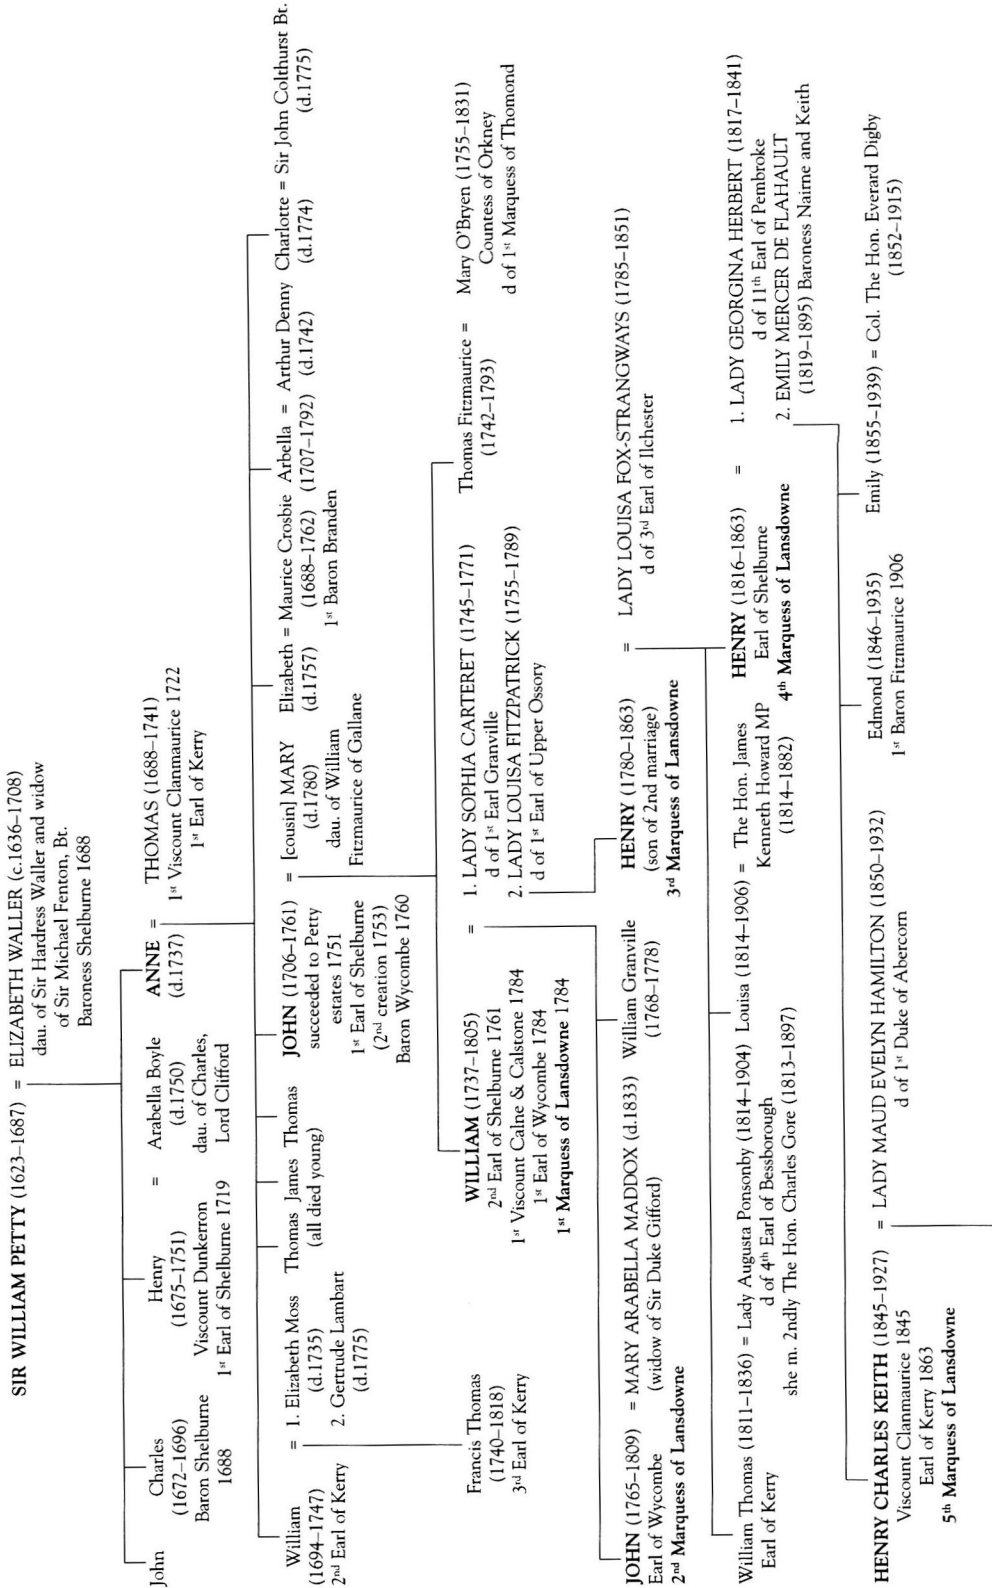 SIR WILLIAM PETTY (1623–1687) = ELIZABETH WALLER (c.1636–1708)
dau. of Sir Hardress Waller and widow
of Sir Michael Fenton, Bt.
Baroness Shelburne 1688
John
Charles
(1672–1696)
Baron Shelburne
1688
Henry
(1675–1751)
Viscount Dunkerron
1st Earl of Shelburne 1719
=
Arabella Boyle
(d.1750)
dau. of Charles,
Lord Clifford
ANNE
(d.1737)
=
THOMAS (1688–1741)
1st Viscount Clanmaurice 1722
1st Earl of Kerry
William
(1694–1747)
2nd Earl of Kerry
= 1. Elizabeth Moss
(d.1735)
2. Gertrude Lambart
(d.1775)
Thomas James Thomas
(all died young)
JOHN (1706–1761)
succeeded to Petty
estates 1751
1st Earl of Shelburne
(2nd creation 1753)
Baron Wycombe 1760
= [cousin] MARY
(d.1780)
dau. of William
Fitzmaurice of Gallane
Elizabeth = Maurice Crosbie
(d.1757) (1688–1762)
1st Baron Branden
Arbella = Arthur Denny
(1707–1792) (d.1742)
Charlotte = Sir John Colthurst Bt.
(d.1774) (d.1775)
Francis Thomas
(1740–1818)
3rd Earl of Kerry
WILLIAM (1737–1805)
2nd Earl of Shelburne 1761
1st Viscount Calne & Calstone 1784
1st Earl of Wycombe 1784
1st Marquess of Lansdowne 1784
=
1. LADY SOPHIA CARTERET (1745–1771)
d of 1st Earl Granville
2. LADY LOUISA FITZPATRICK (1755–1789)
d of 1st Earl of Upper Ossory
Thomas Fitzmaurice =
(1742–1793)
Mary O'Bryen (1755–1831)
Countess of Orkney
d of 1st Marquess of Thomond
JOHN (1765–1809)
Earl of Wycombe
2nd Marquess of Lansdowne
= MARY ARABELLA MADDOX (d.1833)
(widow of Sir Duke Gifford)
William Granville
(1768–1778)
HENRY (1780–1863)
(son of 2nd marriage)
3rd Marquess of Lansdowne
=
LADY LOUISA FOX-STRANGWAYS (1785–1851)
d of 3rd Earl of Ilchester
William Thomas (1811–1836) = Lady Augusta Ponsonby (1814–1904)
Earl of Kerry
d of 4th Earl of Bessborough
she m. 2ndly The Hon. Charles Gore (1813–1897)
Louisa (1814–1906) = The Hon. James
Kenneth Howard MP
(1814–1882)
HENRY (1816–1863)
Earl of Shelburne
4th Marquess of Lansdowne
=
1. LADY GEORGINA HERBERT (1817–1841)
d of 11th Earl of Pembroke
2. EMILY MERCER DE FLAHAULT
(1819–1895) Baroness Nairne and Keith
HENRY CHARLES KEITH (1845–1927)
Viscount Clanmaurice 1845
Earl of Kerry 1863
5th Marquess of Lansdowne
= LADY MAUD EVELYN HAMILTON (1850–1932)
d of 1st Duke of Abercorn
Edmond (1846–1935)
1st Baron Fitzmaurice 1906
Emily (1855–1939) = Col. The Hon. Everard Digby
(1852–1915)